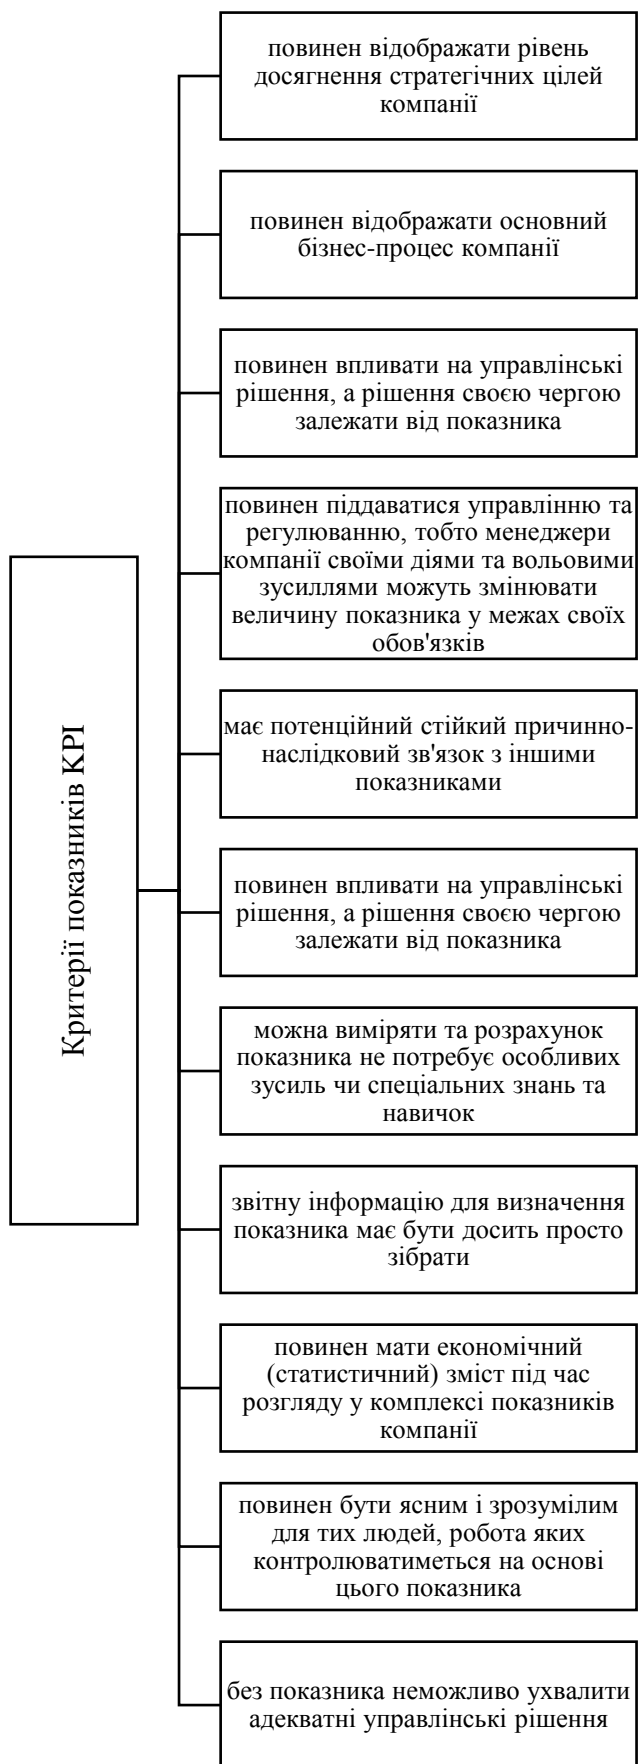 Критерії показників KPI
повинен відображати рівень
досягнення стратегічних цілей
компанії
повинен відображати основний
бізнес-процес компанії
повинен впливати на управлінські
рішення, а рішення своєю чергою
залежати від показника
повинен піддаватися управлінню та
регулюванню, тобто менеджери
компанії своїми діями та вольовими
зусиллями можуть змінювати
величину показника у межах своїх
обов'язків
має потенційний стійкий причинно-
наслідковий зв'язок з іншими
показниками
повинен впливати на управлінські
рішення, а рішення своєю чергою
залежати від показника
можна виміряти та розрахунок
показника не потребує особливих
зусиль чи спеціальних знань та
навичок
звітну інформацію для визначення
показника має бути досить просто
зібрати
повинен мати економічний
(статистичний) зміст під час
розгляду у комплексі показників
компанії
повинен бути ясним і зрозумілим
для тих людей, робота яких
контролюватиметься на основі
цього показника
без показника неможливо ухвалити
адекватні управлінські рішення